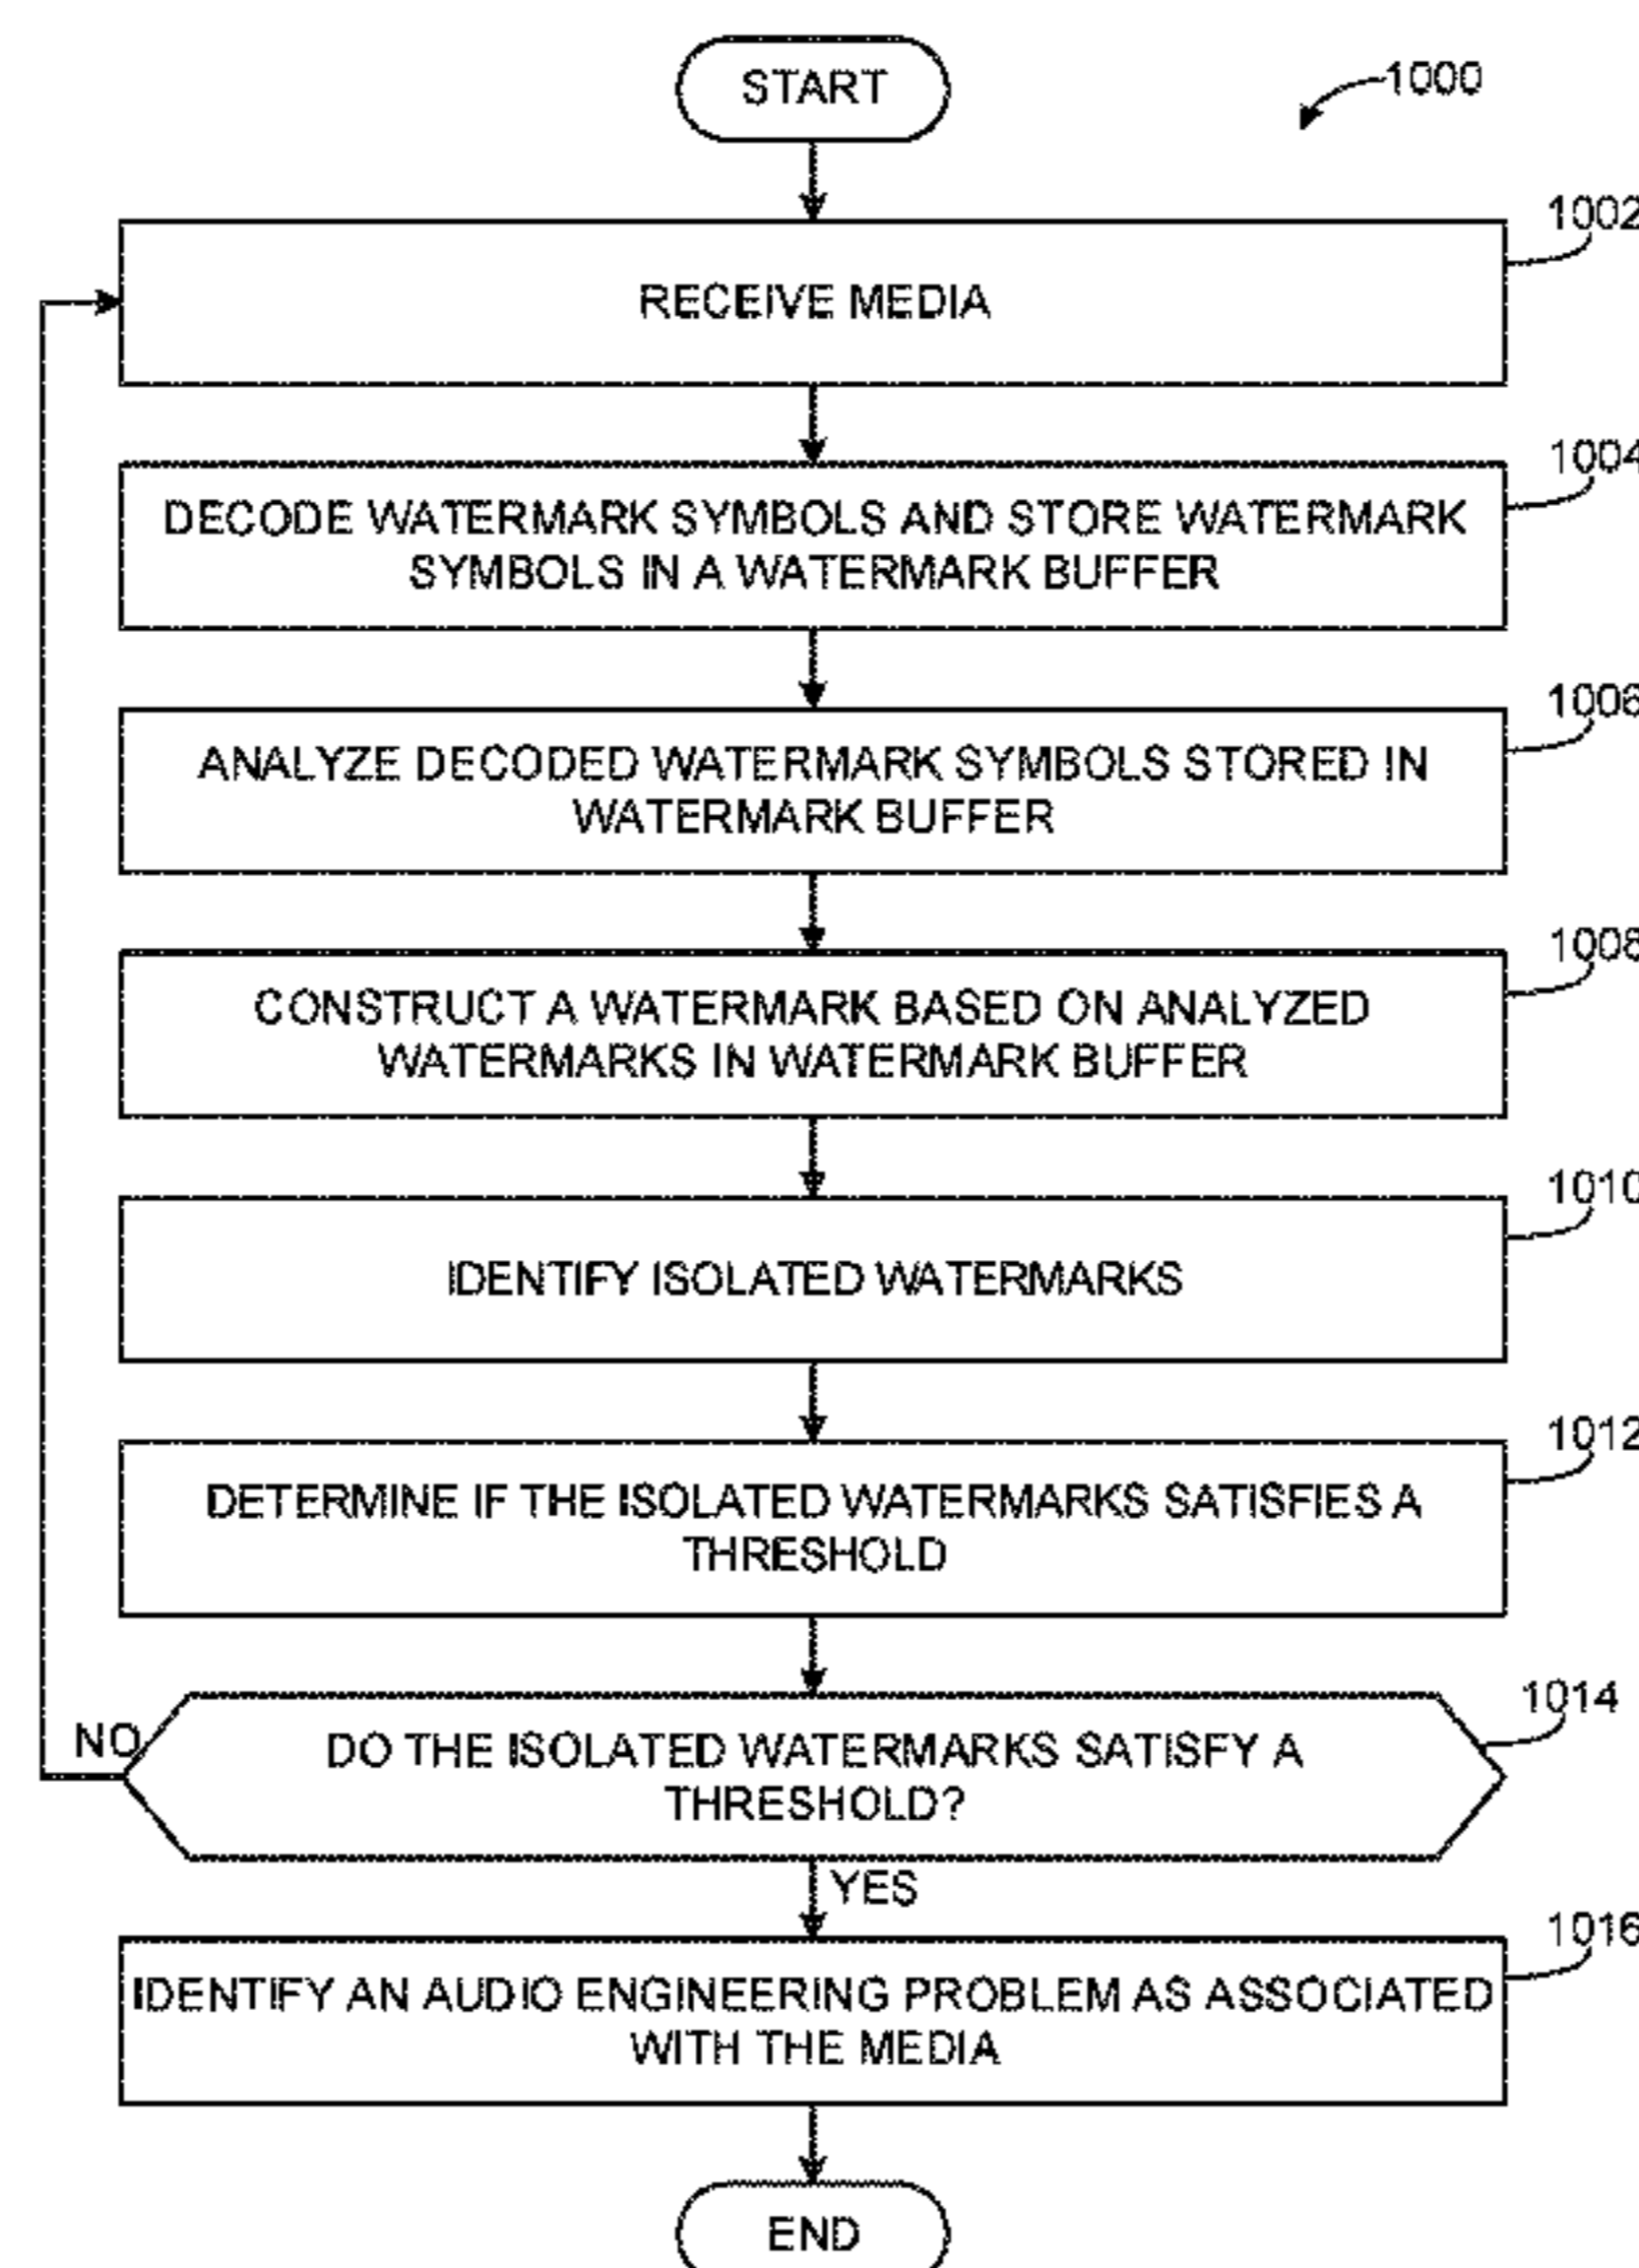 START
1000
1002
RECEIVE MEDIA
1004
DECODE WATERMARK SYMBOLS AND STORE WATERMARK
SYMBOLS IN A WATERMARK BUFFER
1006
ANALYZE DECODED WATERMARK SYMBOLS STORED IN
WATERMARK BUFFER
1008
CONSTRUCT A WATERMARK BASED ON ANALYZED
WATERMARKS IN WATERMARK BUFFER
1010
IDENTIFY ISOLATED WATERMARKS
1012
DETERMINE IF THE ISOLATED WATERMARKS SATISFIES A
THRESHOLD
1014
NO
DO THE ISOLATED WATERMARKS SATISFY A
THRESHOLD?
YES
1016
IDENTIFY AN AUDIO ENGINEERING PROBLEM AS ASSOCIATED
WITH THE MEDIA
END